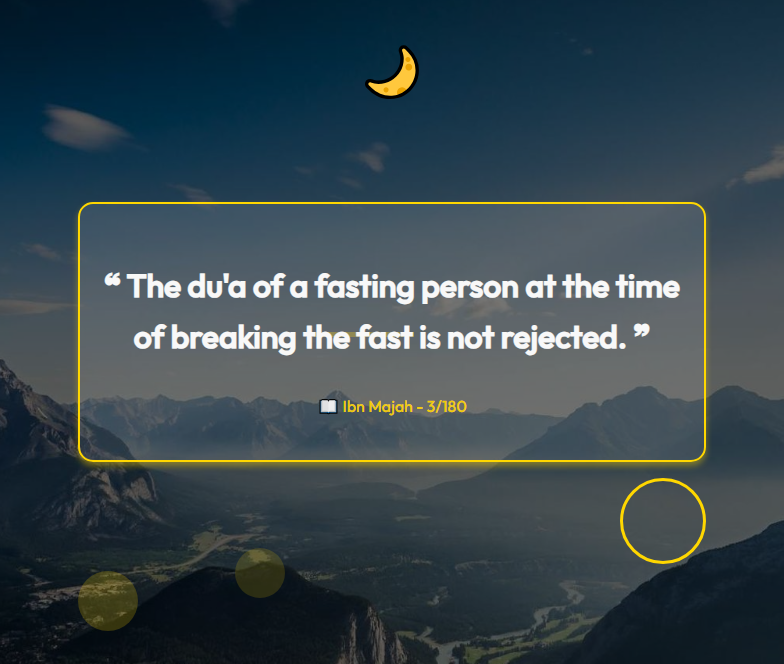 “ The du'a of a fasting person at the time
of breaking the fast is not rejected. ”
📖 Ibn Majah - 3/180